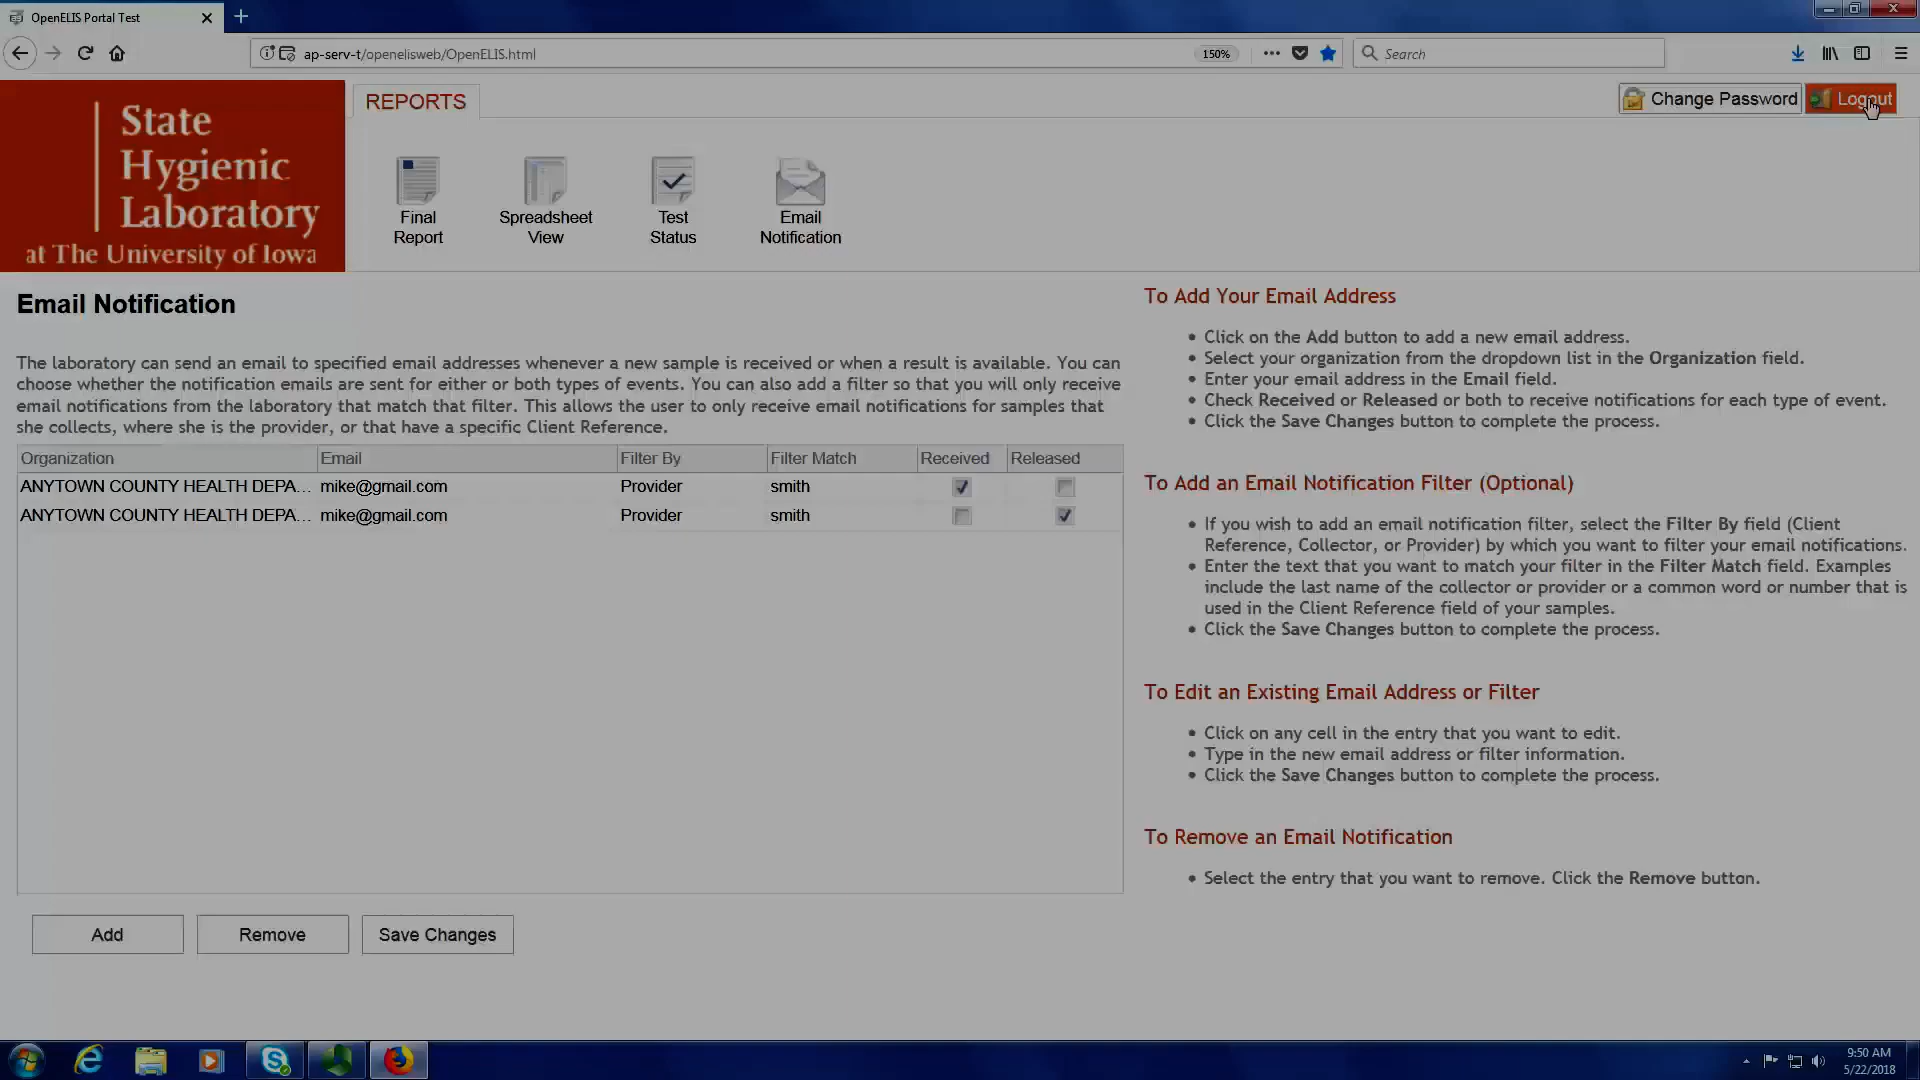 OpenELIS Portal Test
ap-serv-t/openelisweb/OpenELIS.html
150%
Search
State
Hygienic
Laboratory
at The University of Iowa
REPORTS
Change Password
Logout
Final
Report
Spreadsheet
View
Test
Status
Email
Notification
Email Notification
The laboratory can send an email to specified email addresses whenever a new sample is received or when a result is available. You can
choose whether the notification emails are sent for either or both types of events. You can also add a filter so that you will only receive
email notifications from the laboratory that match that filter. This allows the user to only receive email notifications for samples that
she collects, where she is the provider, or that have a specific Client Reference.
Organization Email Filter By Filter Match Received Released
ANYTOWN COUNTY HEALTH DEPA... mike@gmail.com Provider smith
ANYTOWN COUNTY HEALTH DEPA... mike@gmail.com Provider smith
Add
Remove
Save Changes
To Add Your Email Address
• Click on the Add button to add a new email address.
• Select your organization from the dropdown list in the Organization field.
• Enter your email address in the Email field.
• Check Received or Released or both to receive notifications for each type of event.
• Click the Save Changes button to complete the process.
To Add an Email Notification Filter (Optional)
• If you wish to add an email notification filter, select the Filter By field (Client
Reference, Collector, or Provider) by which you want to filter your email notifications.
• Enter the text that you want to match your filter in the Filter Match field. Examples
include the last name of the collector or provider or a common word or number that is
used in the Client Reference field of your samples.
• Click the Save Changes button to complete the process.
To Edit an Existing Email Address or Filter
• Click on any cell in the entry that you want to edit.
• Type in the new email address or filter information.
• Click the Save Changes button to complete the process.
To Remove an Email Notification
• Select the entry that you want to remove. Click the Remove button.
9:50 AM
5/22/2018